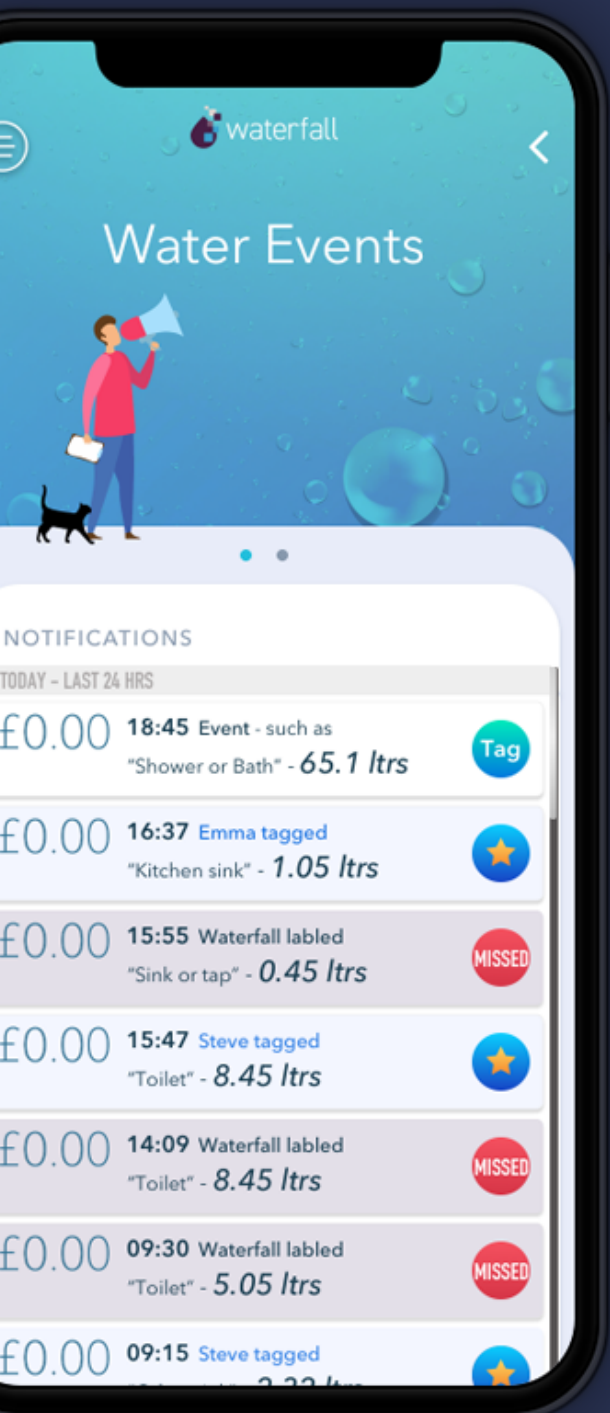 waterfall
Water Events
NOTIFICATIONS
TODAY - LAST 24 HRS
£0.00 18:45 Event - such as
"Shower or Bath" - 65.1 ltrs
Tag
£0.00 16:37 Emma tagged
"Kitchen sink" - 1.05 ltrs
£0.00 15:55 Waterfall labled
"Sink or tap" - 0.45 ltrs
MISSED
£0.00 15:47 Steve tagged
"Toilet" - 8.45 ltrs
£0.00 14:09 Waterfall labled
"Toilet" - 8.45 ltrs
MISSED
£0.00 09:30 Waterfall labled
"Toilet" - 5.05 ltrs
MISSED
£0.00 09:15 Steve tagged